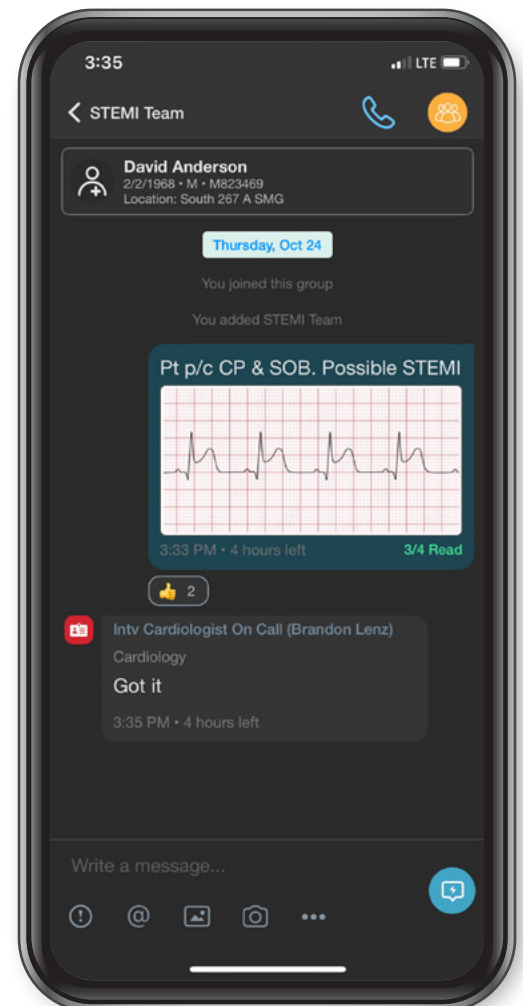 3:35 LTE
STEMI Team
David Anderson
2/2/1968 • M • M823469
Location: South 267 A SMG
Thursday, Oct 24
You joined this group
You added STEMI Team
Pt p/c CP & SOB. Possible STEMI
3:33 PM • 4 hours left 3/4 Read
👍 2
Intv Cardiologist On Call (Brandon Lenz)
Cardiology
Got it
3:35 PM • 4 hours left
Write a message...